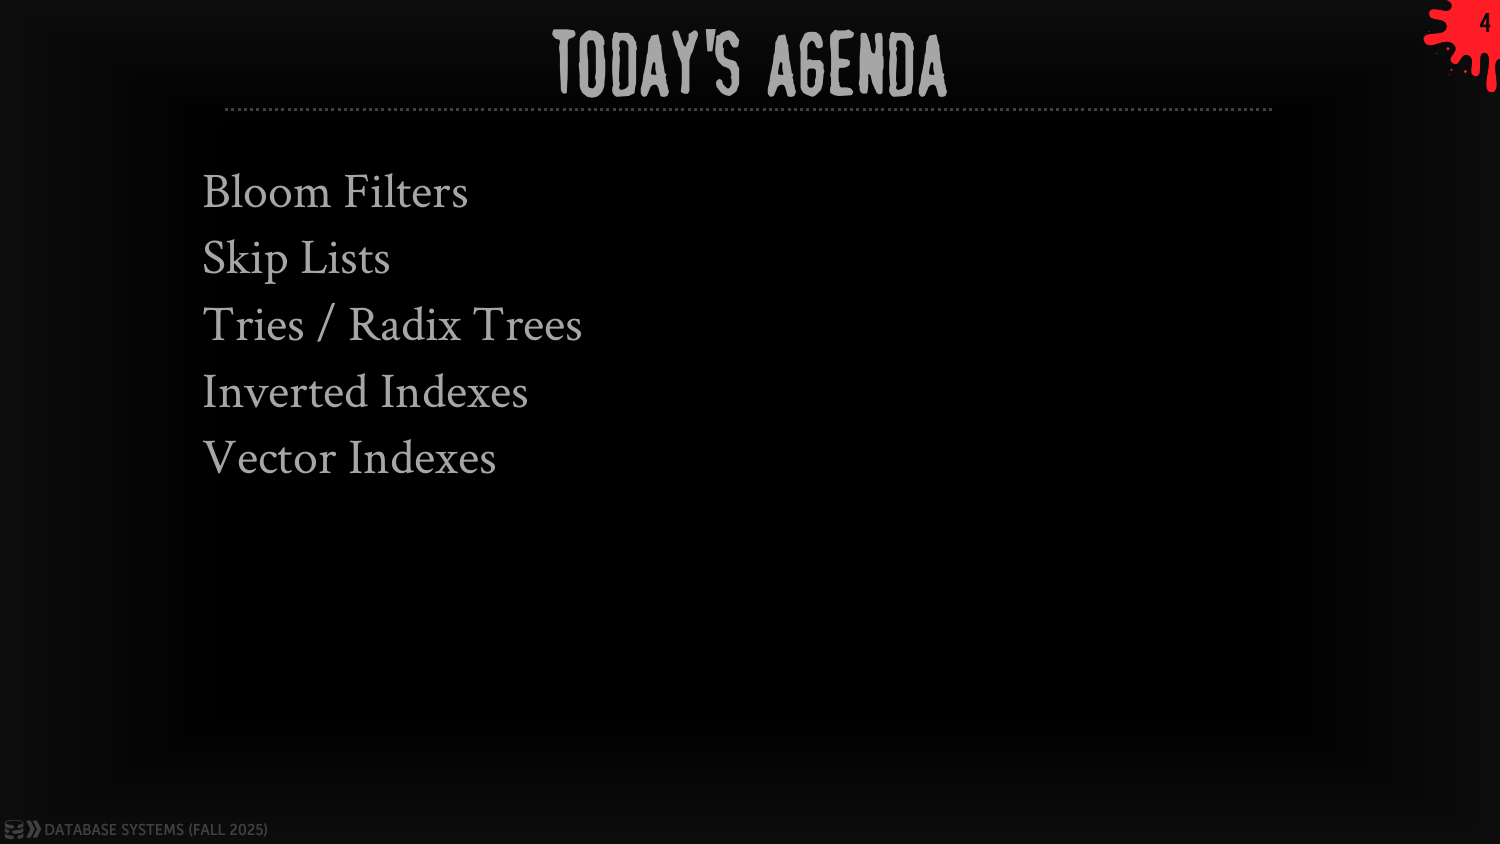 4
TODAY'S AGENDA
Bloom Filters
Skip Lists
Tries / Radix Trees
Inverted Indexes
Vector Indexes
DATABASE SYSTEMS (FALL 2025)